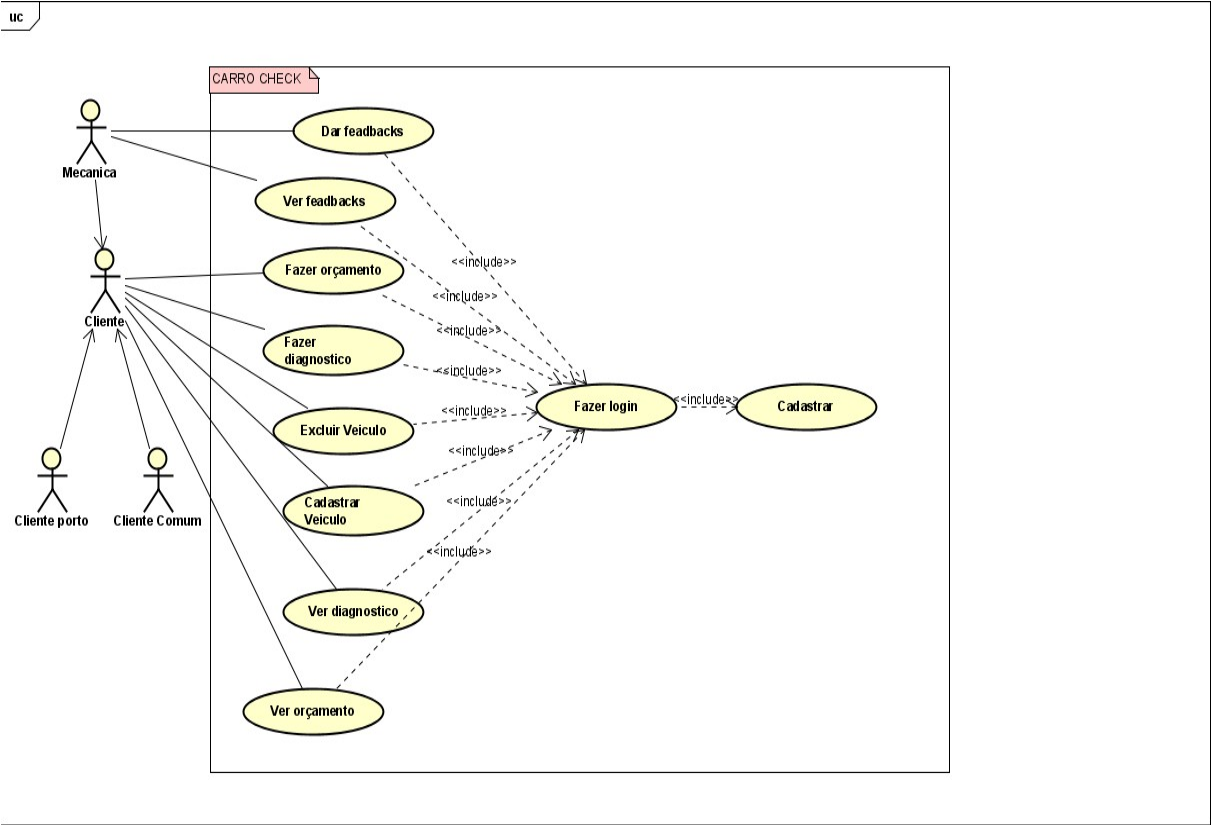 uc
CARRO CHECK
Dar feadbacks
Mecanica
Ver feadbacks
<<include>>
Fazer orçamento
<<include>>
Cliente
<<include>>
Fazer
diagnostico
<<include>>
Fazer login
<<include>>
Cadastrar
<<include>>
Excluir Veiculo
<<include>>
Cadastrar
Veiculo
<<include>>
Cliente porto
Cliente Comum
<<include>>
Ver diagnostico
Ver orçamento